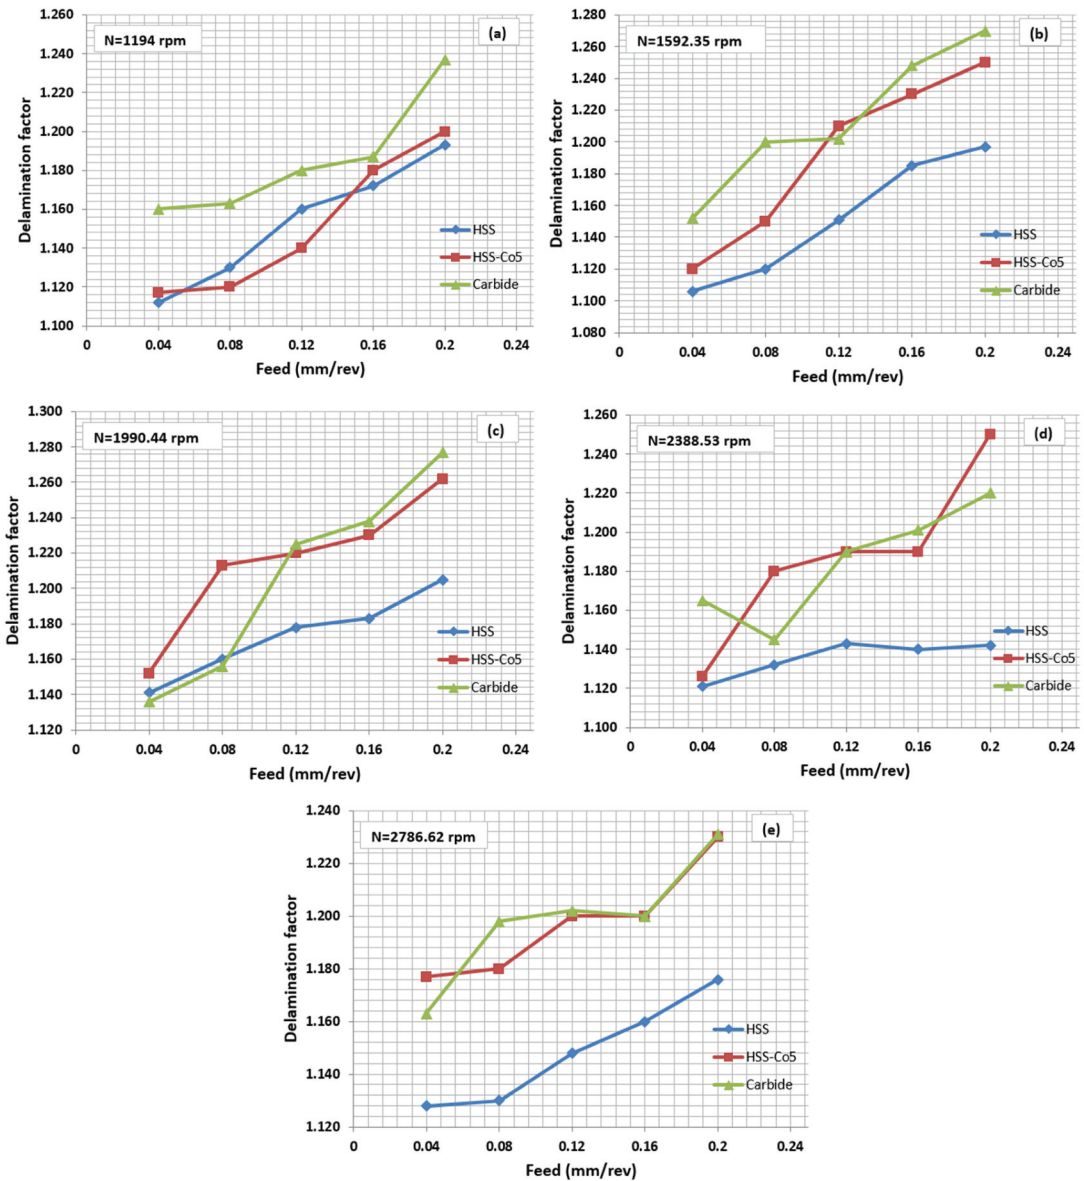 1.260
N=1194 rpm
(a)
1.240
1.220
1.200
1.180
1.160
1.140
1.120
1.100
Delamination factor
HSS
HSS-Co5
Carbide
0 0.04 0.08 0.12 0.16 0.2 0.24
Feed (mm/rev)
1.280
N=1592.35 rpm
(b)
1.260
1.240
1.220
1.200
1.180
1.160
1.140
1.120
1.100
1.080
Delamination factor
HSS
HSS-Co5
Carbide
0 0.04 0.08 0.12 0.16 0.2 0.24
Feed (mm/rev)
1.300
N=1990.44 rpm
(c)
1.280
1.260
1.240
1.220
1.200
1.180
1.160
1.140
1.120
Delamination factor
HSS
HSS-Co5
Carbide
0 0.04 0.08 0.12 0.16 0.2 0.24
Feed (mm/rev)
1.260
N=2388.53 rpm
(d)
1.240
1.220
1.200
1.180
1.160
1.140
1.120
1.100
Delamination factor
HSS
HSS-Co5
Carbide
0 0.04 0.08 0.12 0.16 0.2 0.24
Feed (mm/rev)
1.240
N=2786.62 rpm
(e)
1.220
1.200
1.180
1.160
1.140
1.120
Delamination factor
HSS
HSS-Co5
Carbide
0 0.04 0.08 0.12 0.16 0.2 0.24
Feed (mm/rev)